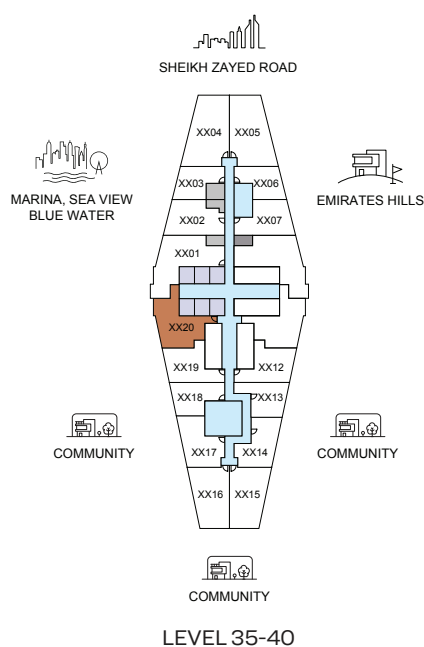 SHEIKH ZAYED ROAD
XX04 XX05
MARINA, SEA VIEW
BLUE WATER
XX03 XX06
EMIRATES HILLS
XX02 XX07
XX01
XX20
XX19 XX12
XX18 XX13
COMMUNITY
XX17 XX14
COMMUNITY
XX16 XX15
COMMUNITY
LEVEL 35-40